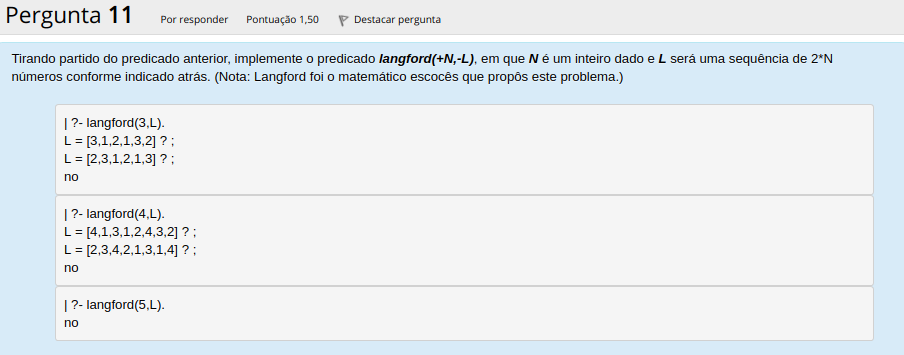 Pergunta 11 Por responder Pontuação 1,50 Destacar pergunta
Tirando partido do predicado anterior, implemente o predicado langford(+N,-L), em que N é um inteiro dado e L será uma sequência de 2*N
números conforme indicado atrás. (Nota: Langford foi o matemático escocês que propôs este problema.)
| ?- langford(3,L).
L = [3,1,2,1,3,2] ? ;
L = [2,3,1,2,1,3] ? ;
no
| ?- langford(4,L).
L = [4,1,3,1,2,4,3,2] ? ;
L = [2,3,4,2,1,3,1,4] ? ;
no
| ?- langford(5,L).
no